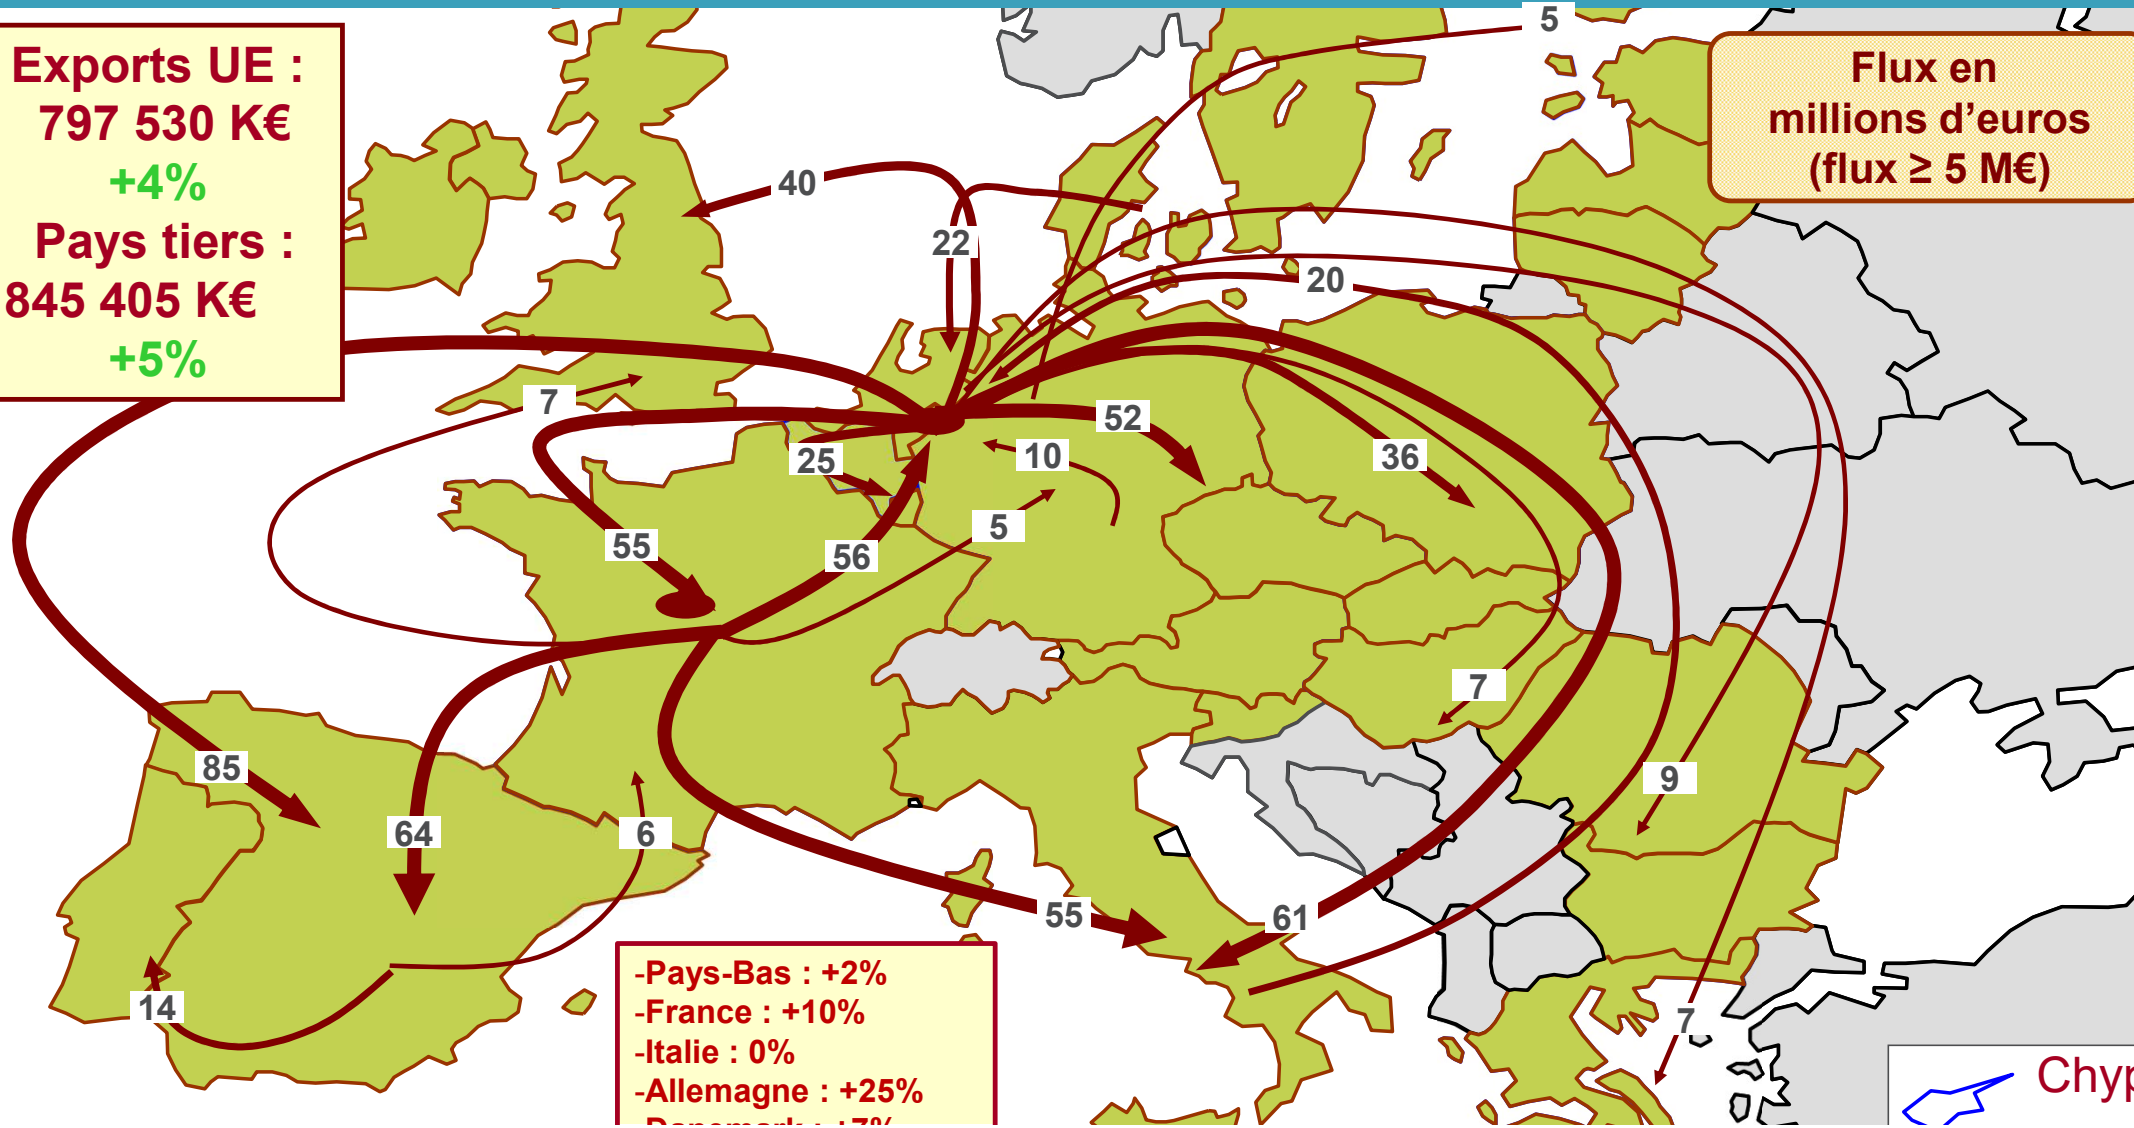 Exports UE :
797 530 K€
+4%
Pays tiers :
845 405 K€
+5%
5
Flux en
millions d'euros
(flux ≥ 5 M€)
40
22
20
7
52
25
10
36
5
55
56
7
85
9
64
6
55
61
14
7
-Pays-Bas : +2%
-France : +10%
-Italie : 0%
-Allemagne : +25%
-Danemark : +7%
Chyp